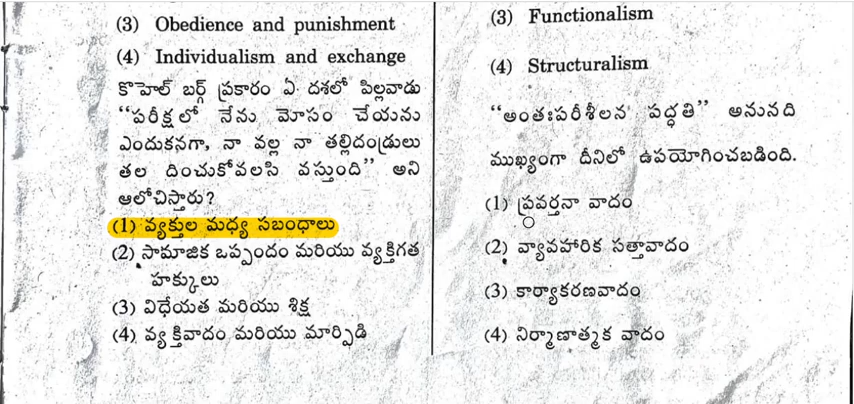 (3) Obedience and punishment
(4) Individualism and exchange
కొహెల్ బర్గ్ ప్రకారం ఏ దశలో పిల్లవాడు
“పరీక్షలో నేను మోసం చేయను
ఎందుకనగా, నా వల్ల నా తల్లిదండ్రులు
తల దించుకోవలసి వస్తుంది” అని
ఆలోచిస్తారు?
(1) వ్యక్తుల మధ్య సబంధాలు
(2) సామాజిక ఒప్పందం మరియు వ్యక్తిగత
హక్కులు
(3) విధేయత మరియు శిక్ష
(4) వ్యక్తివాదం మరియు మార్పిడి
(3) Functionalism
(4) Structuralism
“అంతఃపరీశీలన పద్ధతి” అనునది
ముఖ్యంగా దీనిలో ఉపయోగించబడింది.
(1) ప్రవర్తనా వాదం
(2) వ్యావహారిక సత్తావాదం
(3) కార్యాకరణవాదం
(4) నిర్మాణాత్మక వాదం